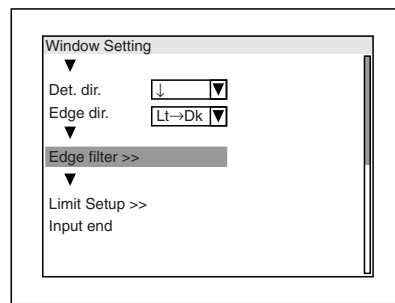 Window Setting
▼
Det. dir. ↓ ▼
Edge dir. Lt→Dk ▼
▼
Edge filter >>
▼
Limit Setup >>
Input end